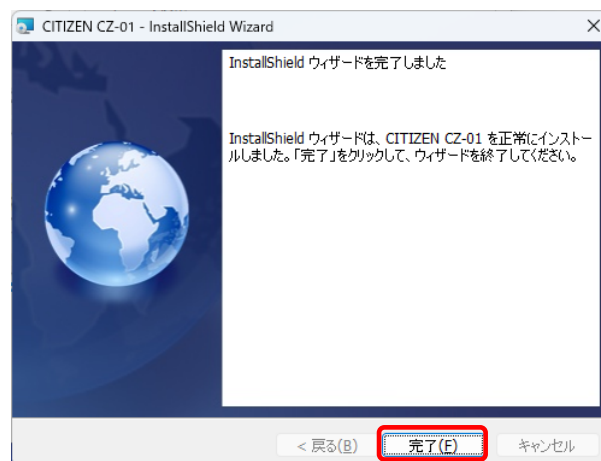 CITIZEN CZ-01 - InstallShield Wizard
InstallShield ウィザードを完了しました
InstallShield ウィザードは、CITIZEN CZ-01 を正常にインストー
ルしました。「完了」をクリックして、ウィザードを終了してください。
< 戻る(B) 完了(F) キャンセル